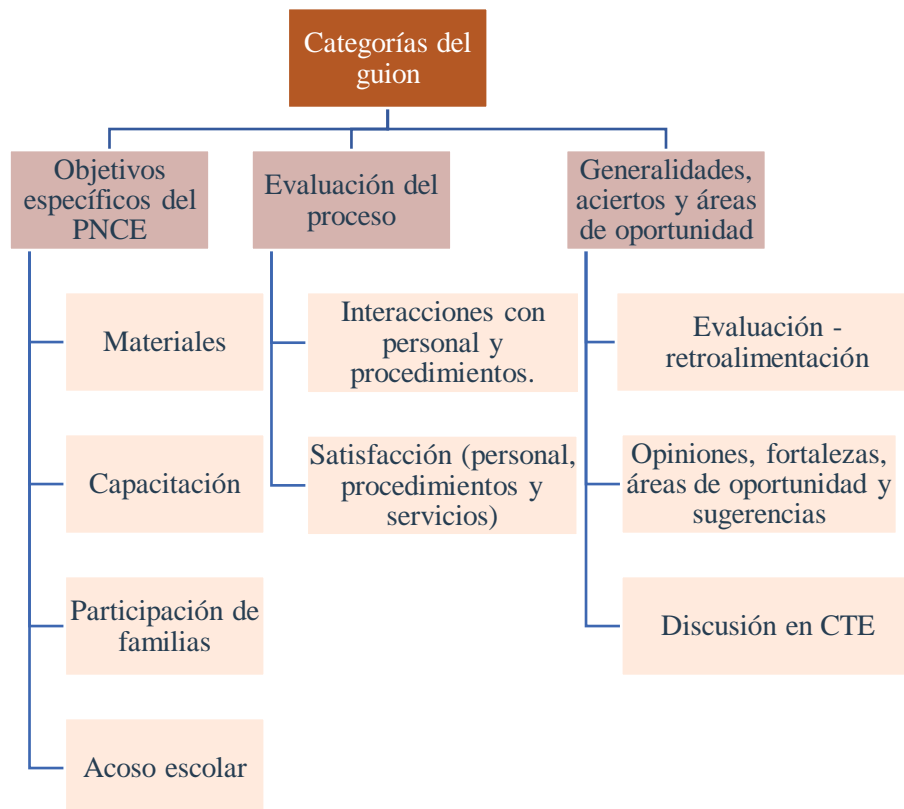 Categorías del
guion
Objetivos
específicos del
PNCE
Materiales
Capacitación
Participación de
familias
Acoso escolar
Evaluación del
proceso
Interacciones con
personal y
procedimientos.
Satisfacción (personal,
procedimientos y
servicios)
Generalidades,
aciertos y áreas
de oportunidad
Evaluación -
retroalimentación
Opiniones, fortalezas,
áreas de oportunidad y
sugerencias
Discusión en CTE